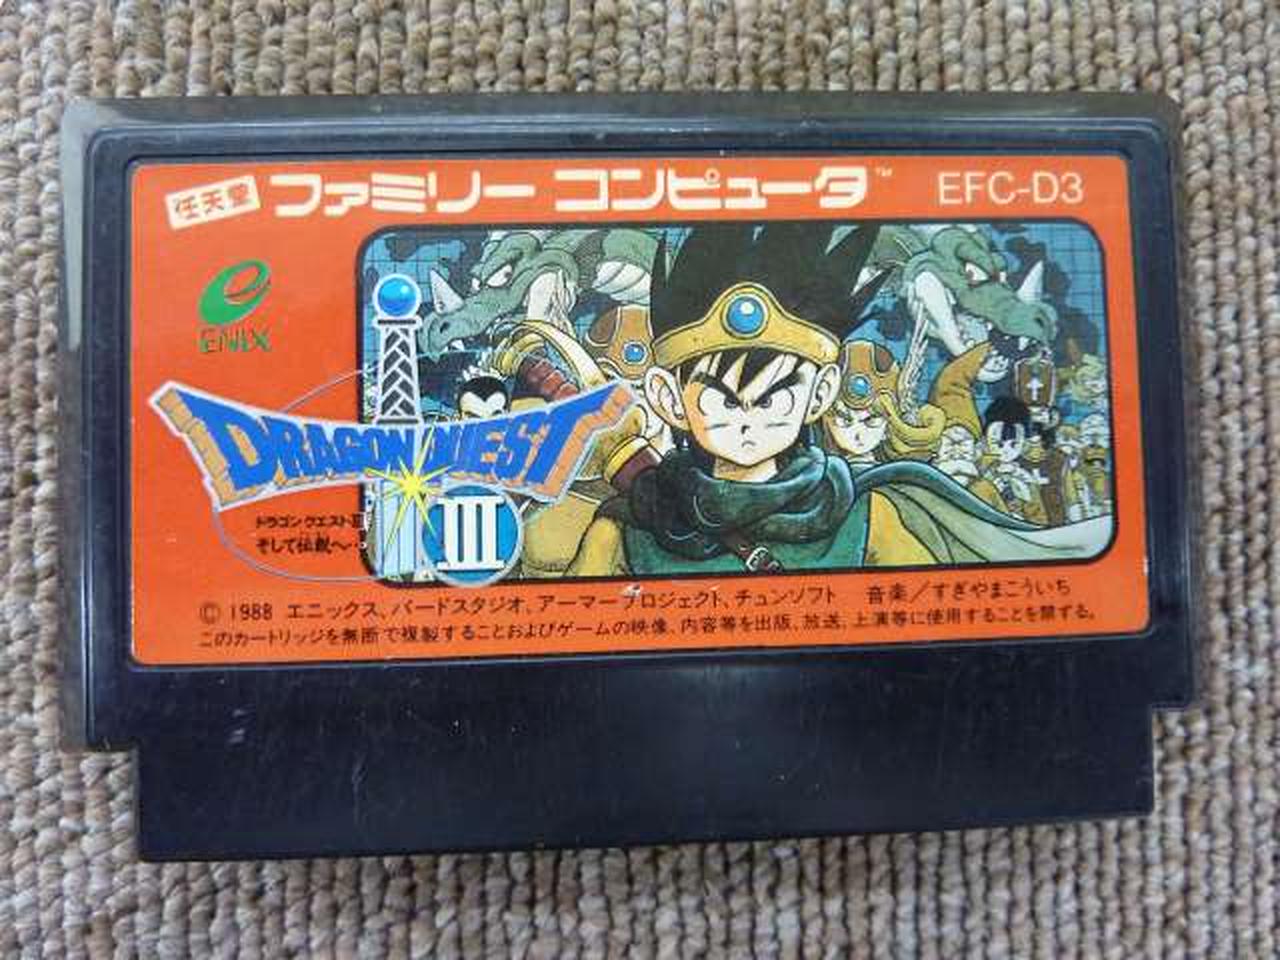 任天堂 ファミリー コンピュータ™ EFC-D3
ENIX
DRAGON QUEST
III
ドラゴンクエストIII
そして伝説へ…
© 1988 エニックス、バードスタジオ、アーマープロジェクト、チュンソフト 音楽／すぎやまこういち
このカートリッジを無断で複製することおよびゲームの映像、内容等を出版、放送、上演等に使用することを禁ずる。